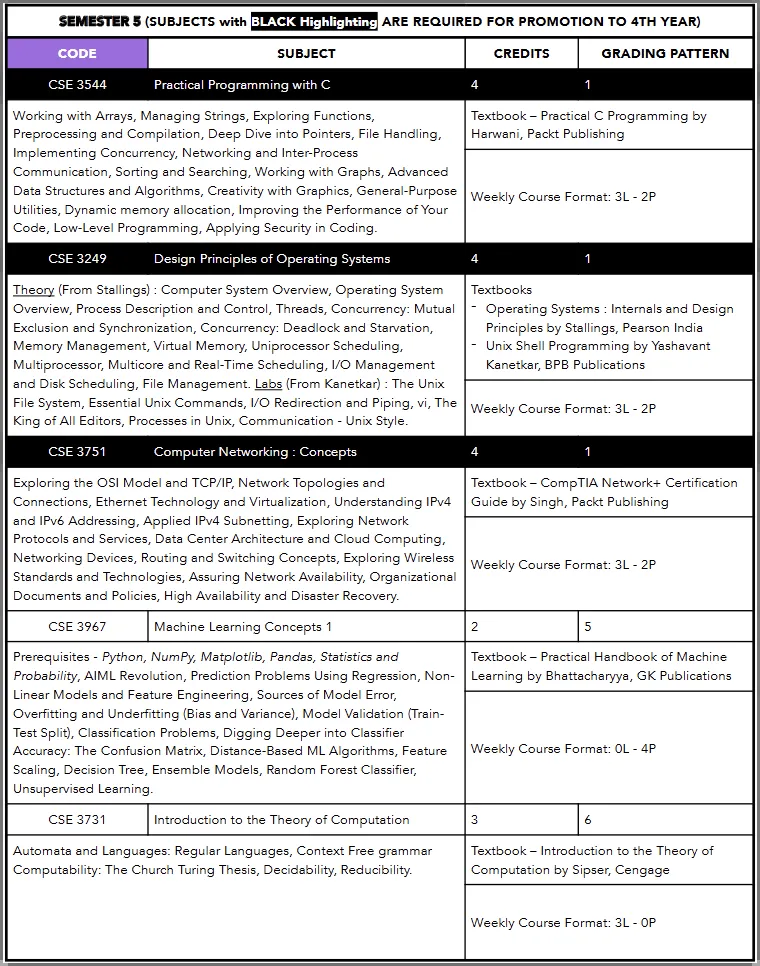 SEMESTER 5 (SUBJECTS with BLACK Highlighting ARE REQUIRED FOR PROMOTION TO 4TH YEAR)
CODE SUBJECT CREDITS GRADING PATTERN
CSE 3544 Practical Programming with C 4 1
Working with Arrays, Managing Strings, Exploring Functions,
Preprocessing and Compilation, Deep Dive into Pointers, File Handling,
Implementing Concurrency, Networking and Inter-Process
Communication, Sorting and Searching, Working with Graphs, Advanced
Data Structures and Algorithms, Creativity with Graphics, General-Purpose
Utilities, Dynamic memory allocation, Improving the Performance of Your
Code, Low-Level Programming, Applying Security in Coding.
Textbook – Practical C Programming by
Harwani, Packt Publishing
Weekly Course Format: 3L - 2P
CSE 3249 Design Principles of Operating Systems 4 1
Theory (From Stallings) : Computer System Overview, Operating System
Overview, Process Description and Control, Threads, Concurrency: Mutual
Exclusion and Synchronization, Concurrency: Deadlock and Starvation,
Memory Management, Virtual Memory, Uniprocessor Scheduling,
Multiprocessor, Multicore and Real-Time Scheduling, I/O Management
and Disk Scheduling, File Management. Labs (From Kanetkar) : The Unix
File System, Essential Unix Commands, I/O Redirection and Piping, vi, The
King of All Editors, Processes in Unix, Communication - Unix Style.
Textbooks
- Operating Systems : Internals and Design
Principles by Stallings, Pearson India
- Unix Shell Programming by Yashavant
Kanetkar, BPB Publications
Weekly Course Format: 3L - 2P
CSE 3751 Computer Networking : Concepts 4 1
Exploring the OSI Model and TCP/IP, Network Topologies and
Connections, Ethernet Technology and Virtualization, Understanding IPv4
and IPv6 Addressing, Applied IPv4 Subnetting, Exploring Network
Protocols and Services, Data Center Architecture and Cloud Computing,
Networking Devices, Routing and Switching Concepts, Exploring Wireless
Standards and Technologies, Assuring Network Availability, Organizational
Documents and Policies, High Availability and Disaster Recovery.
Textbook – CompTIA Network+ Certification
Guide by Singh, Packt Publishing
Weekly Course Format: 3L - 2P
CSE 3967 Machine Learning Concepts 1 2 5
Prerequisites - Python, NumPy, Matplotlib, Pandas, Statistics and
Probability, AIML Revolution, Prediction Problems Using Regression, Non-
Linear Models and Feature Engineering, Sources of Model Error,
Overfitting and Underfitting (Bias and Variance), Model Validation (Train-
Test Split), Classification Problems, Digging Deeper into Classifier
Accuracy: The Confusion Matrix, Distance-Based ML Algorithms, Feature
Scaling, Decision Tree, Ensemble Models, Random Forest Classifier,
Unsupervised Learning.
Textbook – Practical Handbook of Machine
Learning by Bhattacharyya, GK Publications
Weekly Course Format: 0L - 4P
CSE 3731 Introduction to the Theory of Computation 3 6
Automata and Languages: Regular Languages, Context Free grammar
Computability: The Church Turing Thesis, Decidability, Reducibility.
Textbook – Introduction to the Theory of
Computation by Sipser, Cengage
Weekly Course Format: 3L - 0P